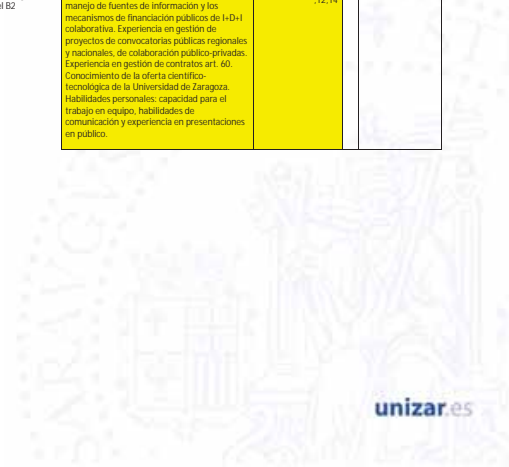 el B2
manejo de fuentes de información y los
,12,14
mecanismos de financiación públicos de I+D+I
colaborativa. Experiencia en gestión de
proyectos de convocatorias públicas regionales
y nacionales, de colaboración público-privadas.
Experiencia en gestión de contratos art. 60.
Conocimiento de la oferta científico-
tecnológica de la Universidad de Zaragoza.
Habilidades personales: capacidad para el
trabajo en equipo, habilidades de
comunicación y experiencia en presentaciones
en público.
unizar.es